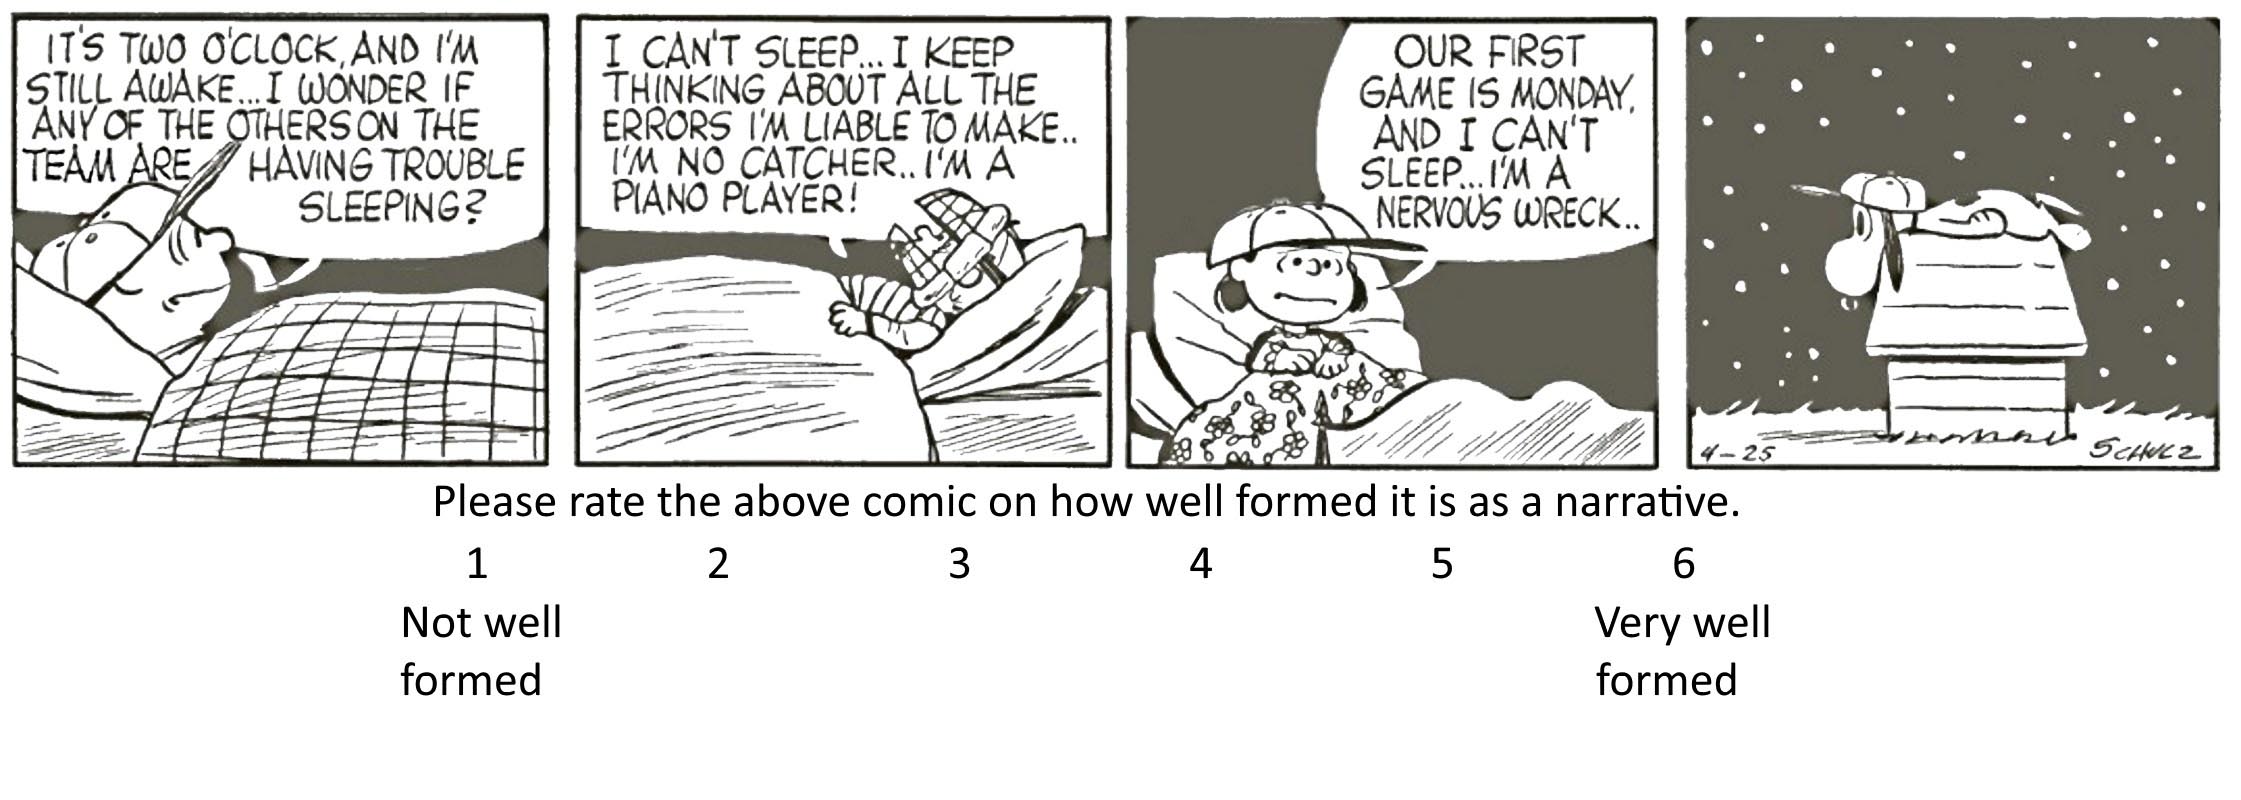 IT'S TWO O'CLOCK, AND I'M
STILL AWAKE... I WONDER IF
ANY OF THE OTHERS ON THE
TEAM ARE HAVING TROUBLE
SLEEPING?
I CAN'T SLEEP... I KEEP
THINKING ABOUT ALL THE
ERRORS I'M LIABLE TO MAKE..
I'M NO CATCHER.. I'M A
PIANO PLAYER!
OUR FIRST
GAME IS MONDAY,
AND I CAN'T
SLEEP... I'M A
NERVOUS WRECK..
4-25
SCHULZ
Please rate the above comic on how well formed it is as a narrative.
1 2 3 4 5 6
Not well
formed
Very well
formed